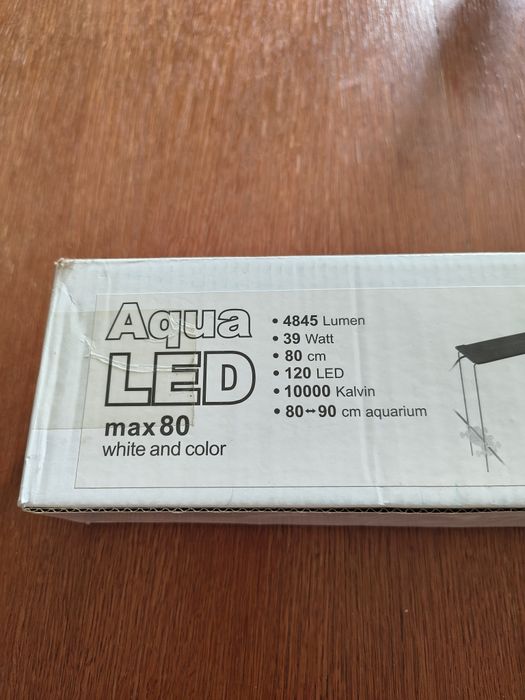 Aqua
LED
max80
white and color
• 4845 Lumen
• 39 Watt
• 80 cm
• 120 LED
• 10000 Kalvin
• 80↔90 cm aquarium